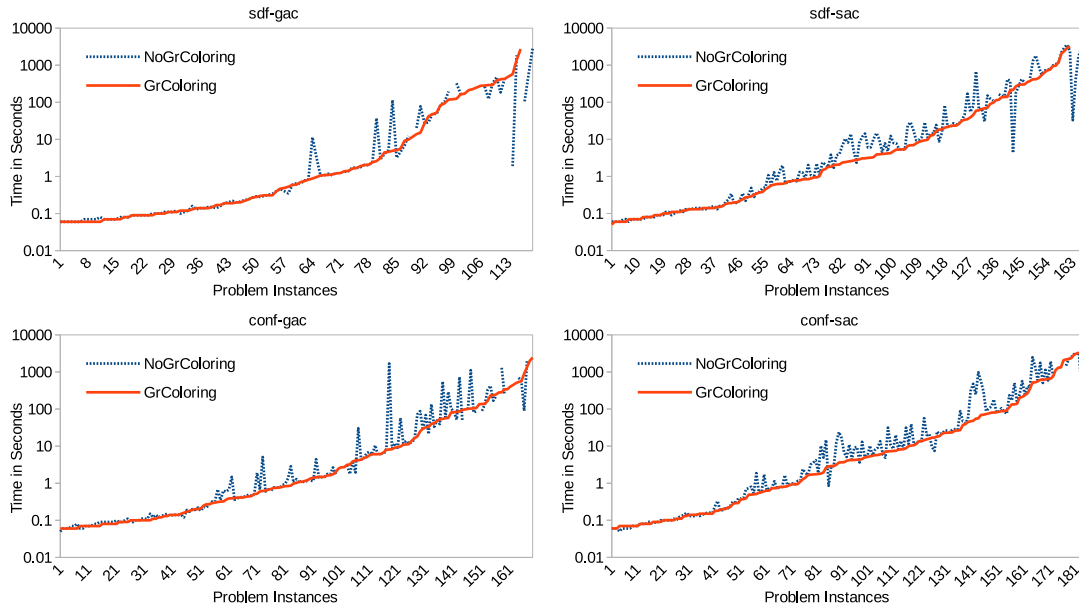 sdf-gac
10000
1000
100
10
1
0.1
0.01
Time in Seconds
NoGrColoring
GrColoring
1 8 15 22 29 36 43 50 57 64 71 78 85 92 99 106 113
Problem Instances
sdf-sac
10000
1000
100
10
1
0.1
0.01
Time in Seconds
NoGrColoring
GrColoring
1 10 19 28 37 46 55 64 73 82 91 100 109 118 127 136 145 154 163
Problem Instances
conf-gac
10000
1000
100
10
1
0.1
0.01
Time in Seconds
NoGrColoring
GrColoring
1 11 21 31 41 51 61 71 81 91 101 111 121 131 141 151 161
Problem Instances
conf-sac
10000
1000
100
10
1
0.1
0.01
Time in Seconds
NoGrColoring
GrColoring
1 11 21 31 41 51 61 71 81 91 101 111 121 131 141 151 161 171 181
Problem Instances